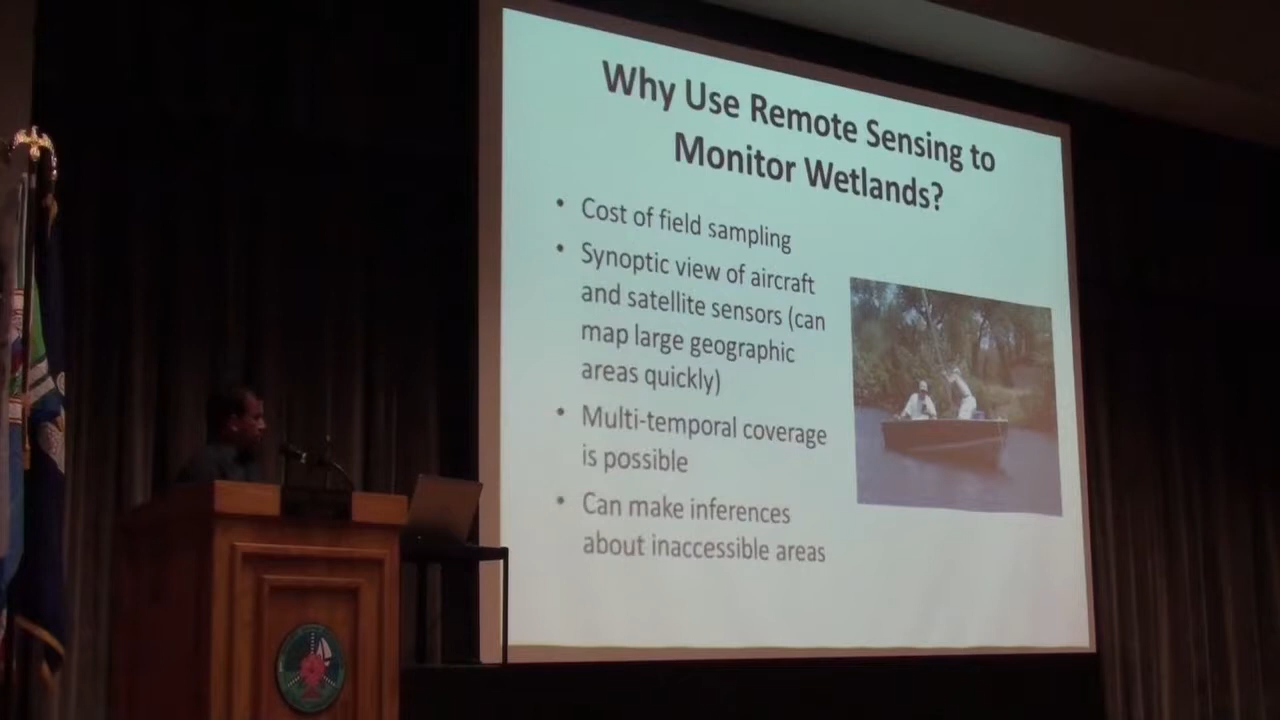 Why Use Remote Sensing to
Monitor Wetlands?
• Cost of field sampling
• Synoptic view of aircraft
and satellite sensors (can
map large geographic
areas quickly)
• Multi-temporal coverage
is possible
• Can make inferences
about inaccessible areas